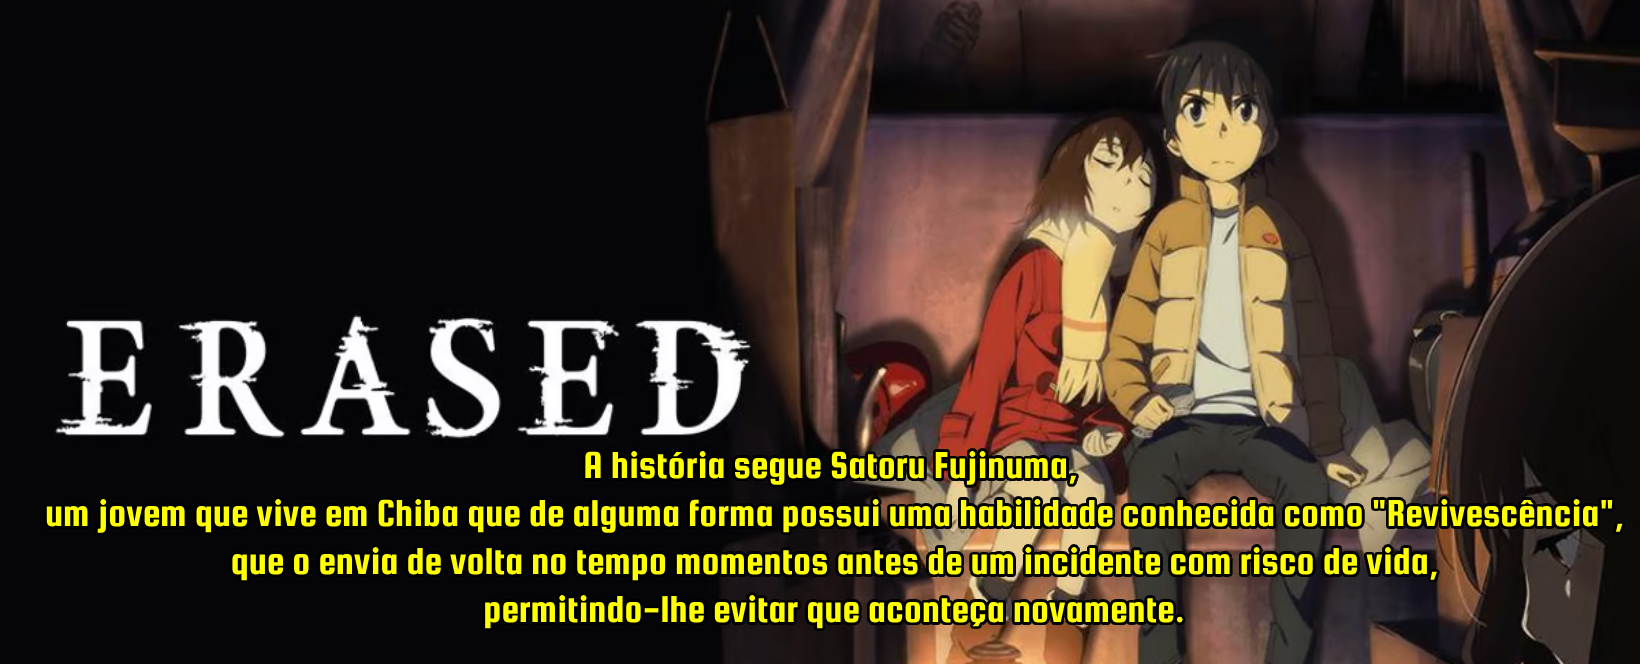 ERASED
A história segue Satoru Fujinuma,
um jovem que vive em Chiba que de alguma forma possui uma habilidade conhecida como "Revivescência",
que o envia de volta no tempo momentos antes de um incidente com risco de vida,
permitindo-lhe evitar que aconteça novamente.